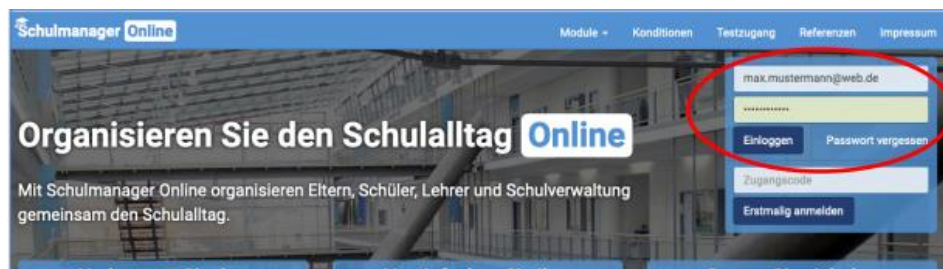 Schulmanager Online
Module Konditionen Testzugang Referenzen Impressum
max.mustermann@web.de
Organisieren Sie den Schulalltag Online
Einloggen Passwort vergessen
Mit Schulmanager Online organisieren Eltern, Schüler, Lehrer und Schulverwaltung
gemeinsam den Schulalltag.
Zugangscode
Erstmalig anmelden